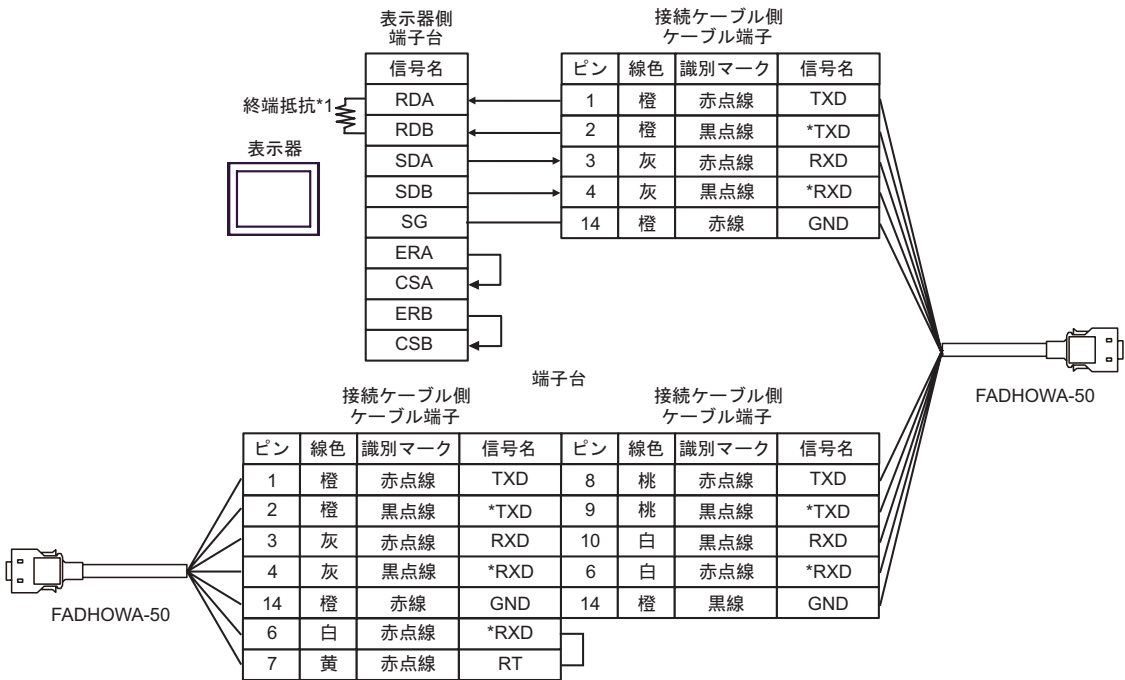 表示器側
端子台
接続ケーブル側
ケーブル端子
信号名
ピン 線色 識別マーク 信号名
終端抵抗*1
RDA
1 橙 赤点線 TXD
RDB
2 橙 黒点線 *TXD
表示器
SDA
3 灰 赤点線 RXD
SDB
4 灰 黒点線 *RXD
SG
14 橙 赤線 GND
ERA
CSA
ERB
CSB
FADHOWA-50
端子台
接続ケーブル側
ケーブル端子
接続ケーブル側
ケーブル端子
ピン 線色 識別マーク 信号名 ピン 線色 識別マーク 信号名
1 橙 赤点線 TXD 8 桃 赤点線 TXD
2 橙 黒点線 *TXD 9 桃 黒点線 *TXD
3 灰 赤点線 RXD 10 白 黒点線 RXD
4 灰 黒点線 *RXD 6 白 赤点線 *RXD
14 橙 赤線 GND 14 橙 黒線 GND
6 白 赤点線 *RXD
7 黄 赤点線 RT
FADHOWA-50